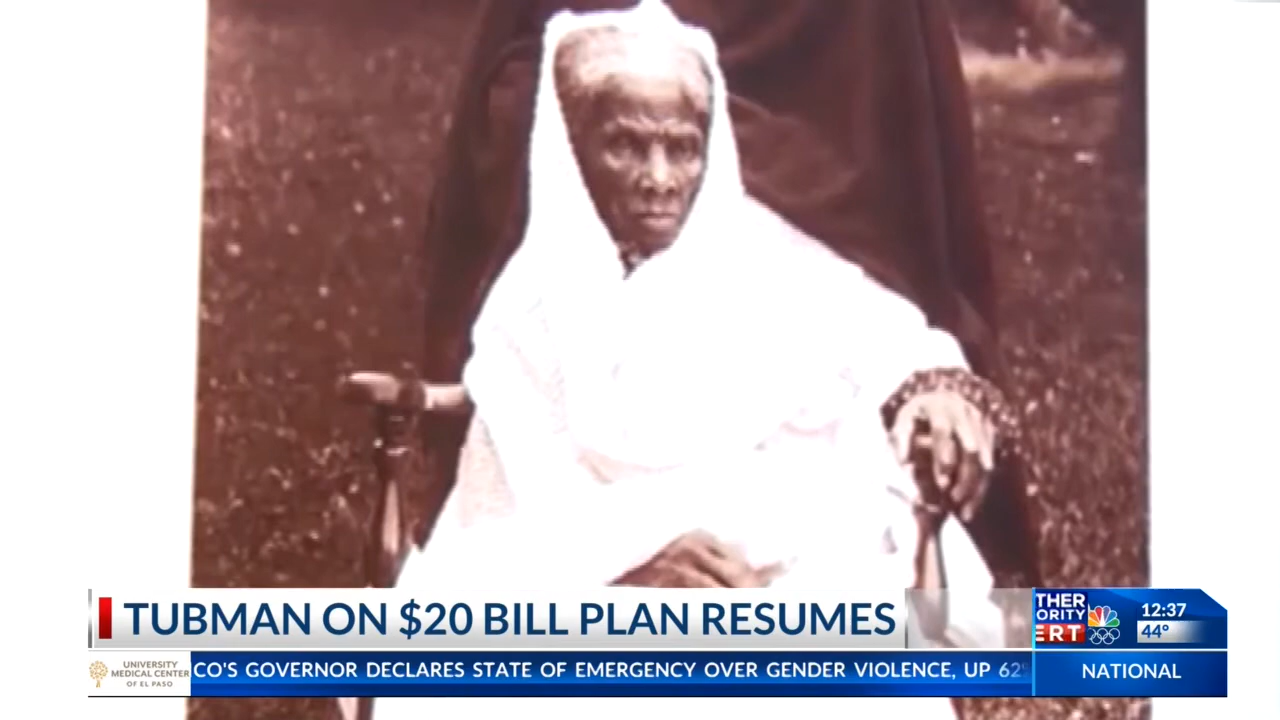 TUBMAN ON $20 BILL PLAN RESUMES
THER
ORITY
ERT
12:37
44°
UNIVERSITY
MEDICAL CENTER
OF EL PASO
CO'S GOVERNOR DECLARES STATE OF EMERGENCY OVER GENDER VIOLENCE, UP 62
NATIONAL